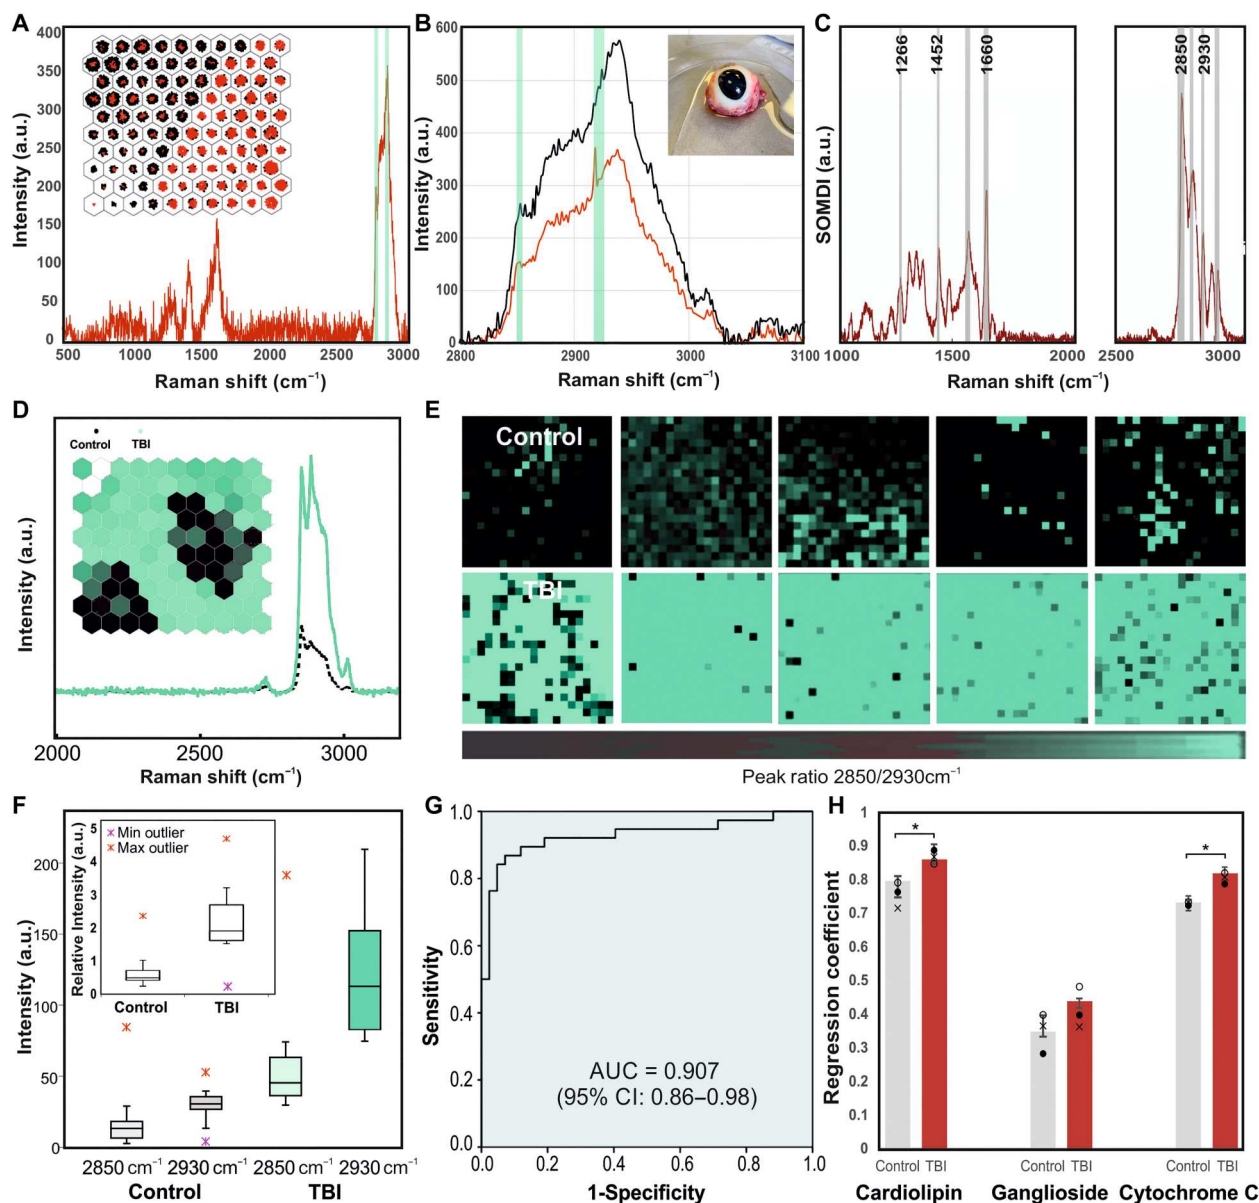 A
400
350
300
250
200
150
100
50
0
Intensity (a.u.)
500 1000 1500 2000 2500 3000
Raman shift (cm⁻¹)
B
600
500
400
300
200
100
0
Intensity (a.u.)
2800 2900 3000 3100
Raman shift (cm⁻¹)
C
SOMDI (a.u.)
1266
1452
1660
2850
2930
1000 1500 2000 2500 3000
Raman shift (cm⁻¹)
D
Control TBI
Intensity (a.u.)
2000 2500 3000
Raman shift (cm⁻¹)
E
Control
TBI
Peak ratio 2850/2930cm⁻¹
F
Intensity (a.u.)
200
150
100
50
0
Relative Intensity (a.u.)
5
4
3
2
1
0
Min outlier
Max outlier
Control TBI
2850 cm⁻¹ 2930 cm⁻¹ 2850 cm⁻¹ 2930 cm⁻¹
Control TBI
G
Sensitivity
1.0
0.8
0.6
0.4
0.2
0.0
AUC = 0.907
(95% CI: 0.86–0.98)
0.0 0.2 0.4 0.6 0.8 1.0
1-Specificity
H
Regression coefficient
1
0.9
0.8
0.7
0.6
0.5
0.4
0.3
0.2
0.1
0
*
*
Control TBI Control TBI Control TBI
Cardiolipin Ganglioside Cytochrome C